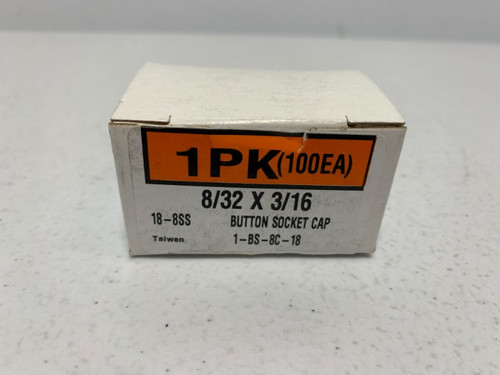 1PK(100EA)
8/32 X 3/16
18-8SS BUTTON SOCKET CAP
Taiwan 1-BS-8C-18